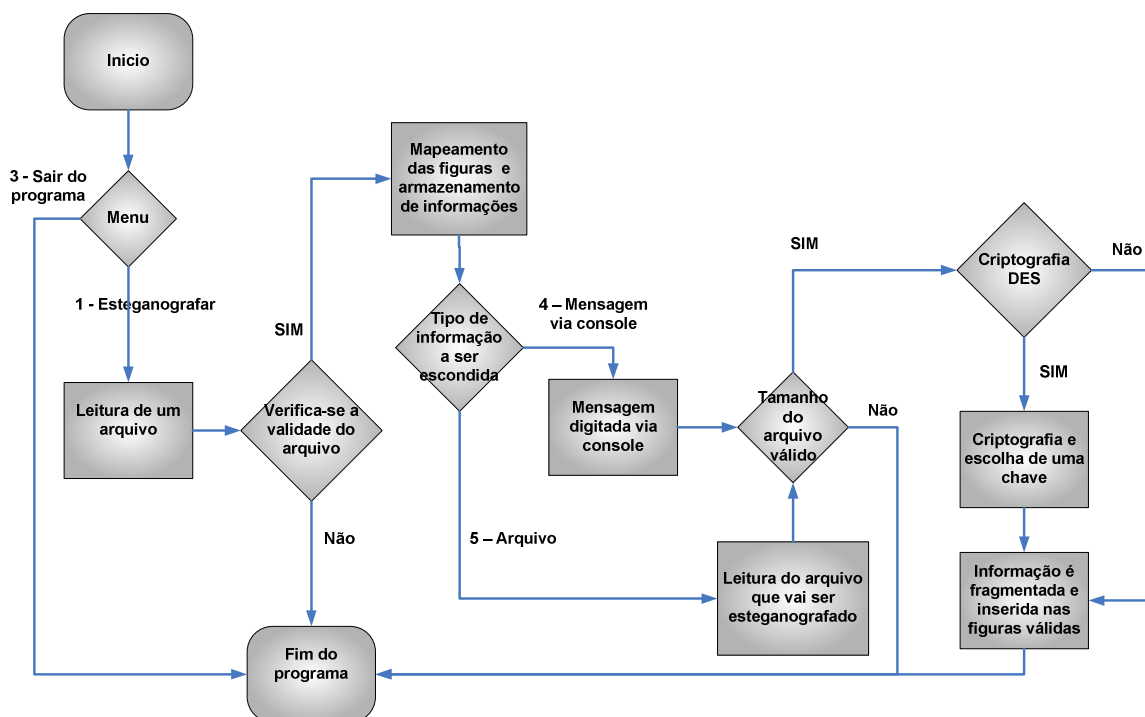 Inicio
3 - Sair do
programa
Menu
1 - Esteganografar
Leitura de um
arquivo
Verifica-se a
validade do
arquivo
SIM
Não
Mapeamento
das figuras e
armazenamento
de informações
Tipo de
informação
a ser
escondida
4 – Mensagem
via console
Mensagem
digitada via
console
5 – Arquivo
Leitura do arquivo
que vai ser
esteganografado
Tamanho
do
arquivo
válido
SIM
Não
Criptografia
DES
Não
SIM
Criptografia e
escolha de uma
chave
Informação é
fragmentada e
inserida nas
figuras válidas
Fim do
programa